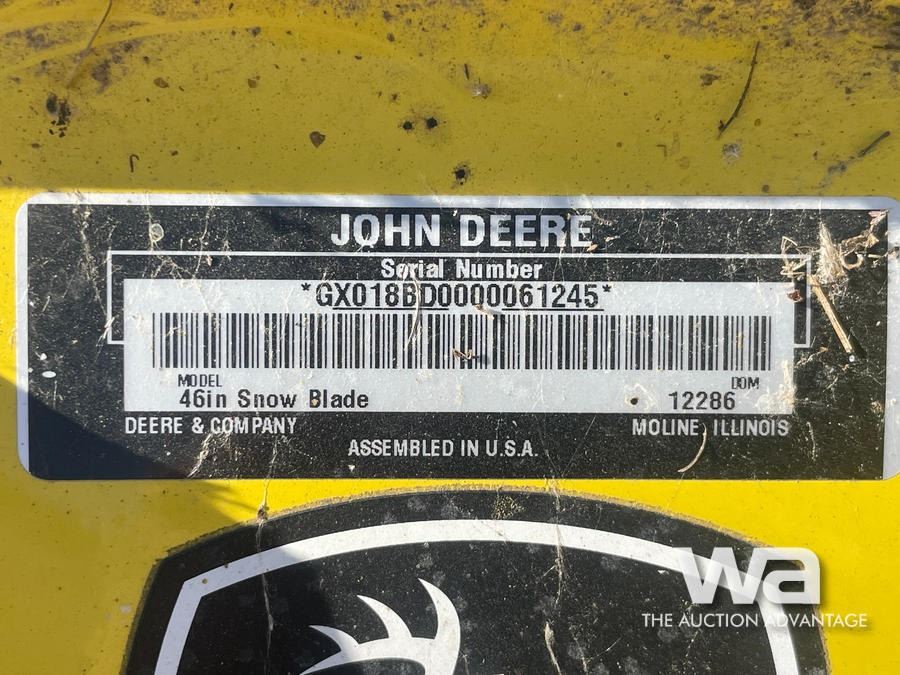 JOHN DEERE
Serial Number
*GX018BD0000061245*
MODEL
DOM
46in Snow Blade
12286
DEERE & COMPANY
MOLINE ILLINOIS
ASSEMBLED IN U.S.A.
wa
THE AUCTION ADVANTAGE